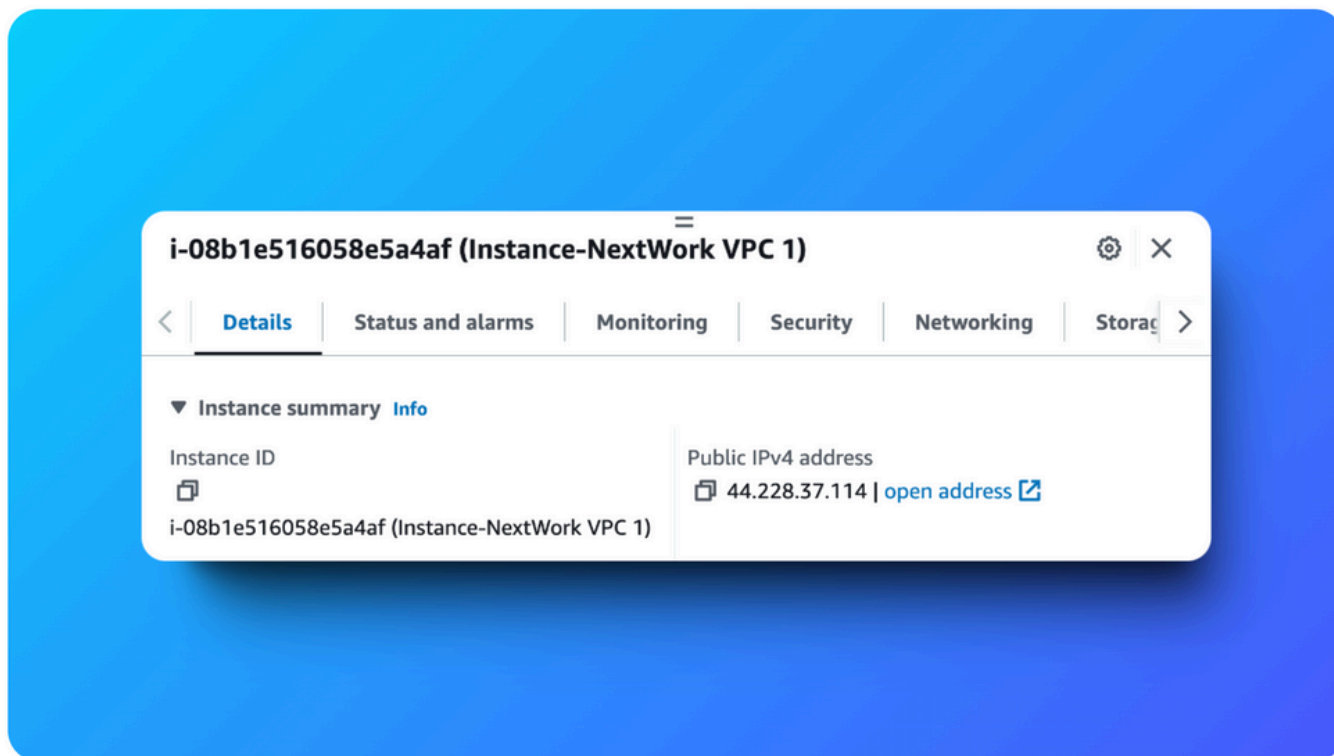 i-08b1e516058e5a4af (Instance-NextWork VPC 1)
Details Status and alarms Monitoring Security Networking Storag
Instance summary Info
Instance ID Public IPv4 address
44.228.37.114 | open address
i-08b1e516058e5a4af (Instance-NextWork VPC 1)